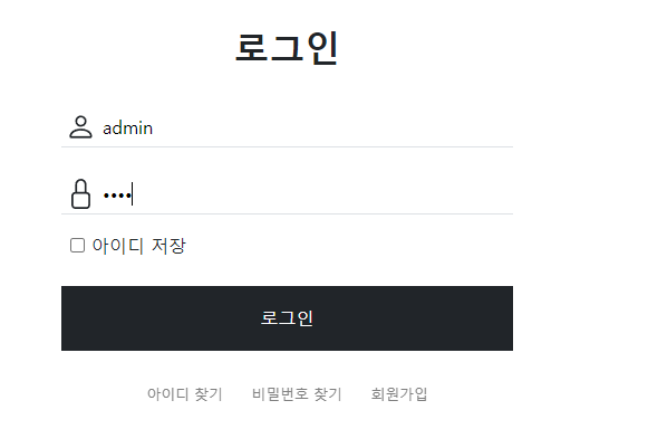 로그인
admin
••••
아이디 저장
로그인
아이디 찾기 비밀번호 찾기 회원가입